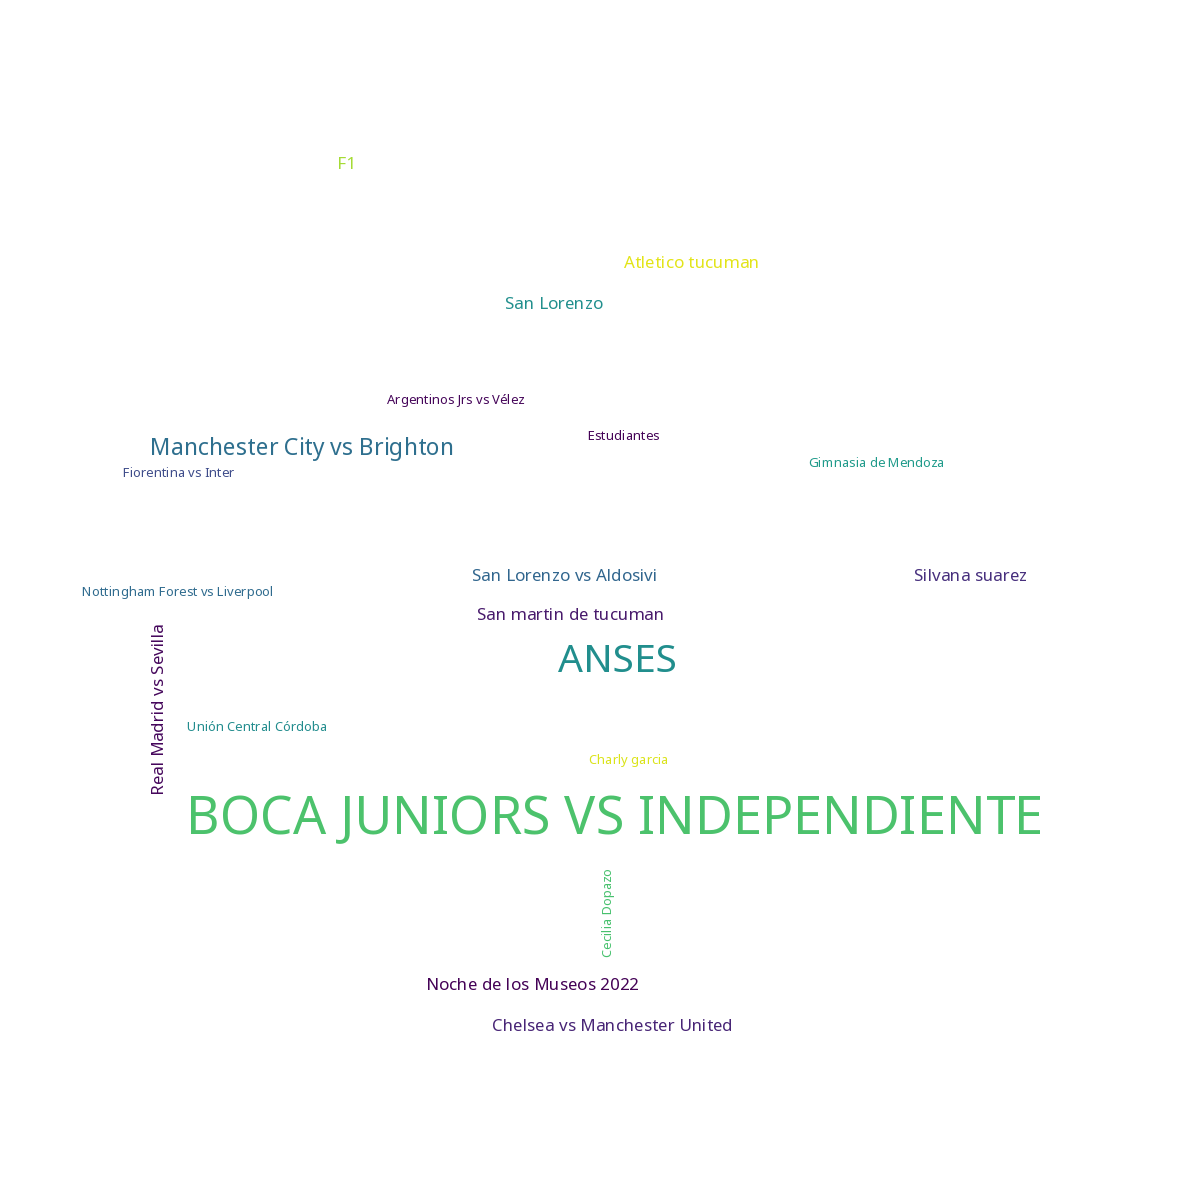 F1
Atletico tucuman
San Lorenzo
Argentinos Jrs vs Vélez
Estudiantes
Manchester City vs Brighton
Gimnasia de Mendoza
Fiorentina vs Inter
San Lorenzo vs Aldosivi
Silvana suarez
Nottingham Forest vs Liverpool
San martin de tucuman
ANSES
Real Madrid vs Sevilla
Unión Central Córdoba
Charly garcia
BOCA JUNIORS VS INDEPENDIENTE
Cecilia Dopazo
Noche de los Museos 2022
Chelsea vs Manchester United